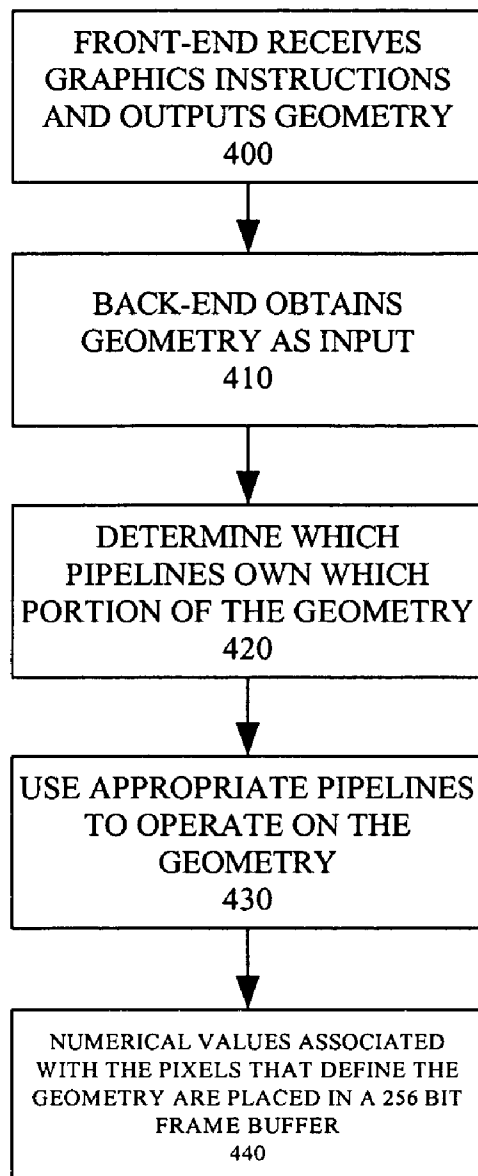 FRONT-END RECEIVES
GRAPHICS INSTRUCTIONS
AND OUTPUTS GEOMETRY
400
BACK-END OBTAINS
GEOMETRY AS INPUT
410
DETERMINE WHICH
PIPELINES OWN WHICH
PORTION OF THE GEOMETRY
420
USE APPROPRIATE PIPELINES
TO OPERATE ON THE
GEOMETRY
430
NUMERICAL VALUES ASSOCIATED
WITH THE PIXELS THAT DEFINE THE
GEOMETRY ARE PLACED IN A 256 BIT
FRAME BUFFER
440